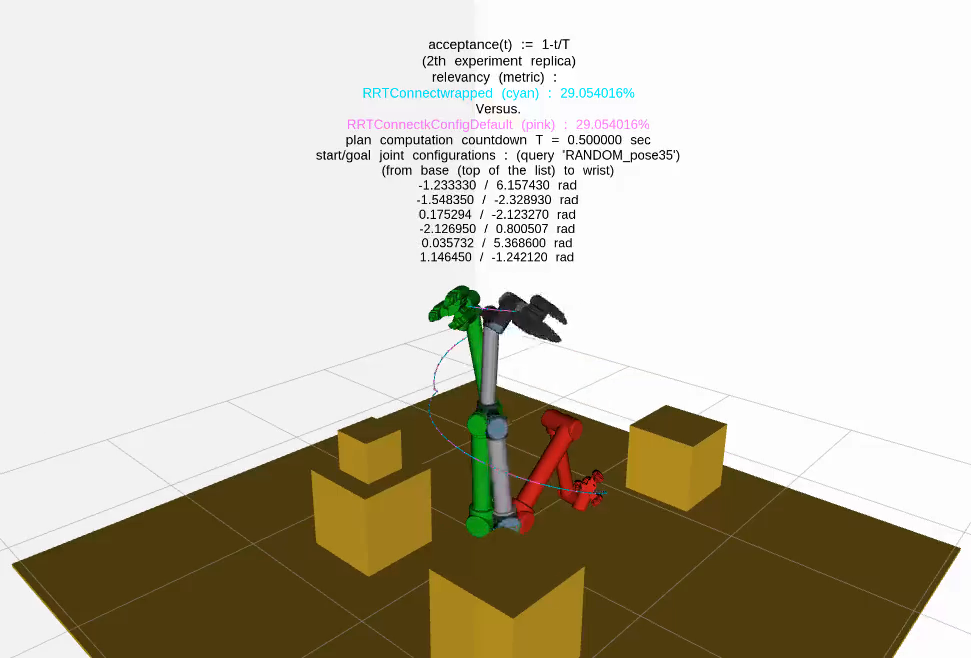 acceptance(t) := 1-t/T
(2th experiment replica)
relevancy (metric) :
RRTConnectwrapped (cyan) : 29.054016%
Versus.
RRTConnectkConfigDefault (pink) : 29.054016%
plan computation countdown T = 0.500000 sec
start/goal joint configurations : (query 'RANDOM_pose35')
(from base (top of the list) to wrist)
-1.233330 / 6.157430 rad
-1.548350 / -2.328930 rad
0.175294 / -2.123270 rad
-2.126950 / 0.800507 rad
0.035732 / 5.368600 rad
1.146450 / -1.242120 rad